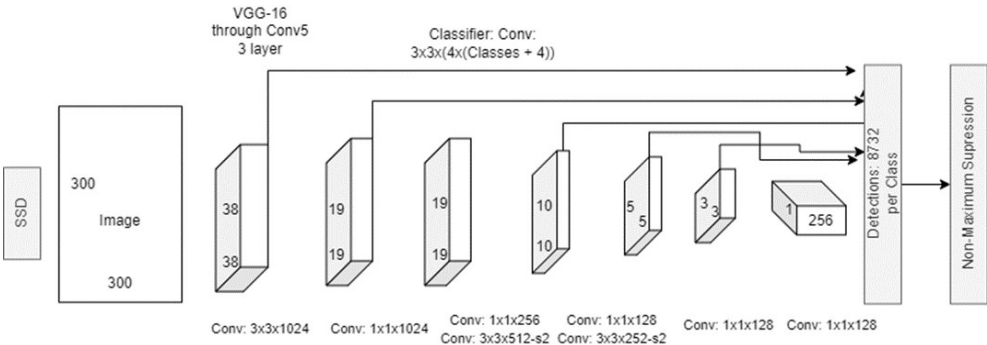 VGG-16
through Conv5
3 layer
Classifier: Conv:
3x3x(4x(Classes + 4))
SSD
300
Image
300
38
38
19
19
19
19
10
10
5
5
3
3
1
256
Detections: 8732
per Class
Non-Maximum Supression
Conv: 3x3x1024
Conv: 1x1x1024
Conv: 1x1x256
Conv: 3x3x512-s2
Conv: 1x1x128
Conv: 3x3x252-s2
Conv: 1x1x128
Conv: 1x1x128